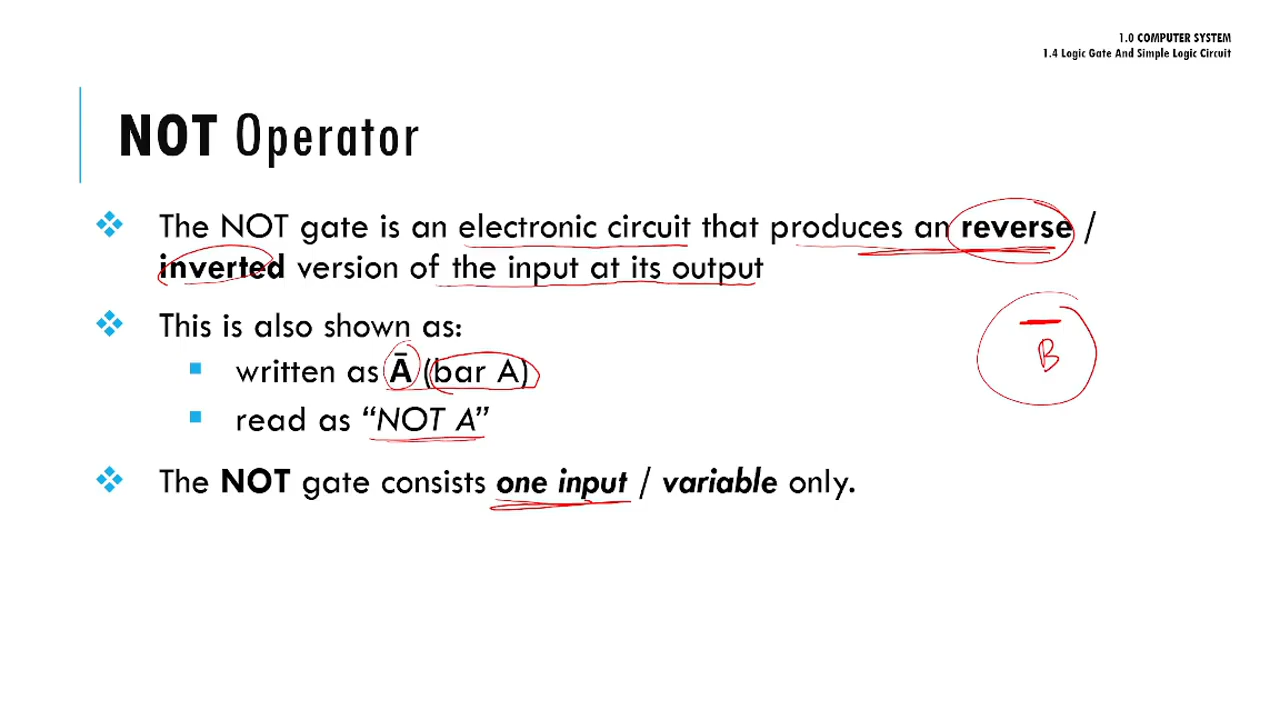 1.0 COMPUTER SYSTEM
1.4 Logic Gate And Simple Logic Circuit
NOT Operator
❖ The NOT gate is an electronic circuit that produces an reverse /
inverted version of the input at its output
❖ This is also shown as:
▪ written as Ā (bar A)
B̅
▪ read as “NOT A”
❖ The NOT gate consists one input / variable only.